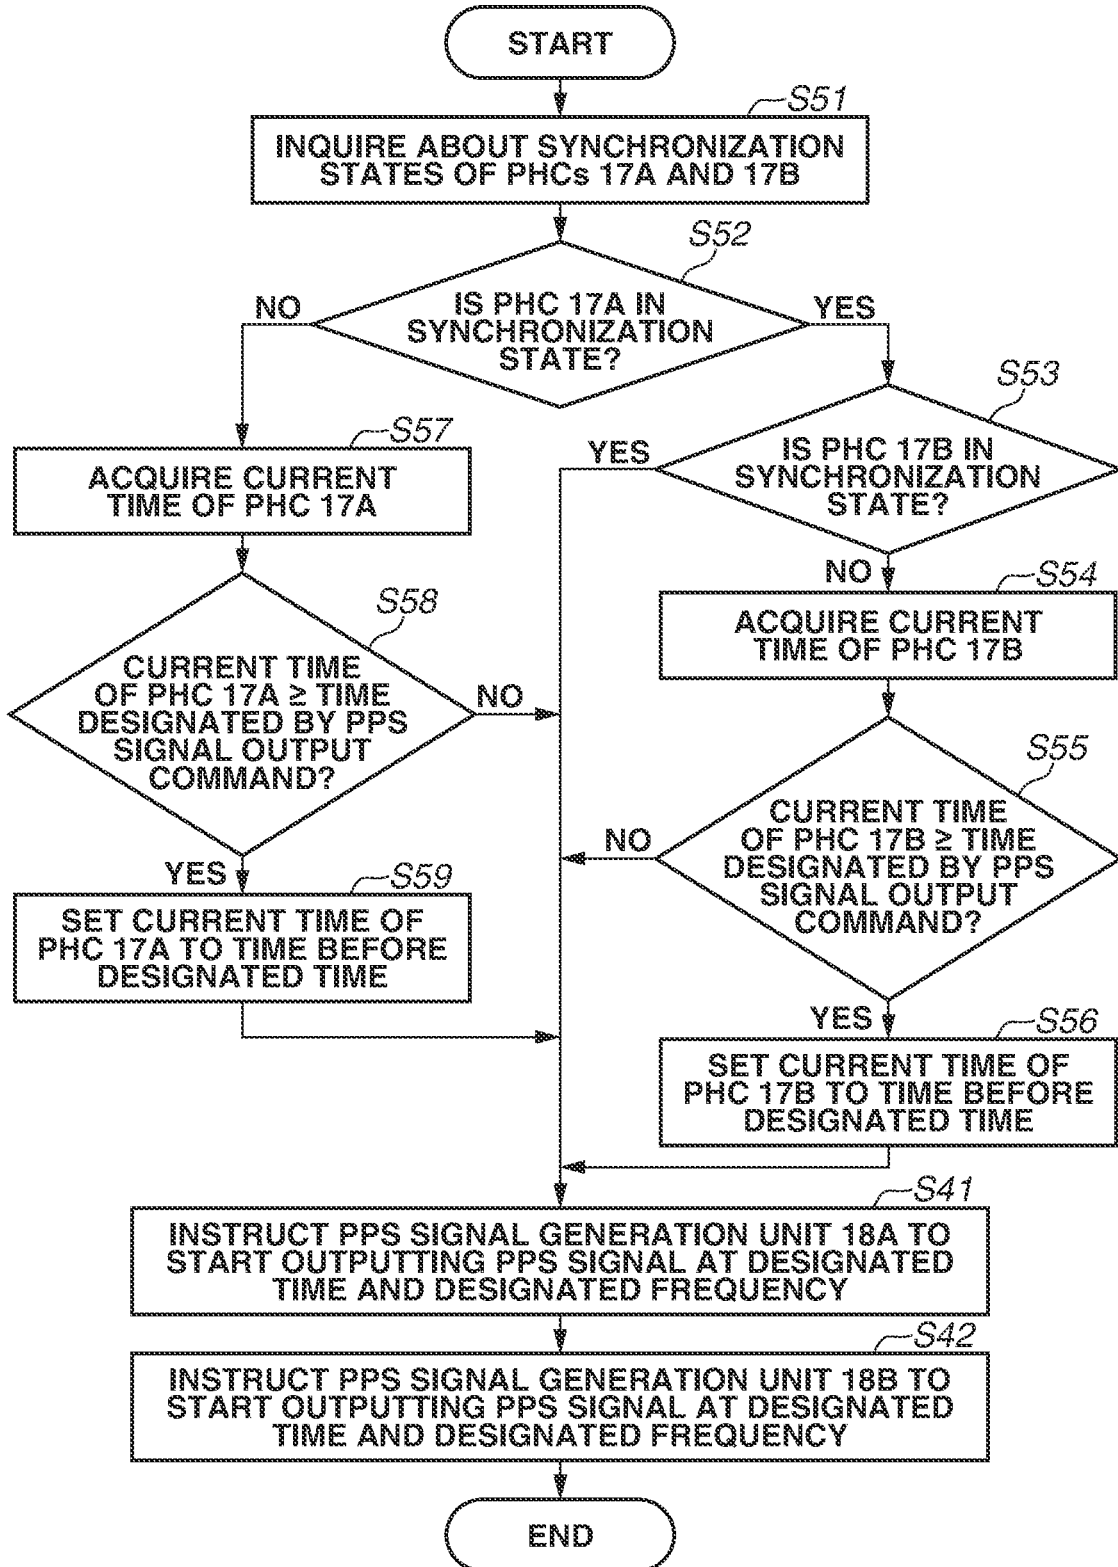 START
S51
INQUIRE ABOUT SYNCHRONIZATION
STATES OF PHCs 17A AND 17B
S52
IS PHC 17A IN
SYNCHRONIZATION
STATE?
NO
YES
S53
IS PHC 17B IN
SYNCHRONIZATION
STATE?
YES
NO
S57
ACQUIRE CURRENT
TIME OF PHC 17A
S54
ACQUIRE CURRENT
TIME OF PHC 17B
S58
CURRENT TIME
OF PHC 17A ≥ TIME
DESIGNATED BY PPS
SIGNAL OUTPUT
COMMAND?
NO
YES
S55
CURRENT TIME
OF PHC 17B ≥ TIME
DESIGNATED BY PPS
SIGNAL OUTPUT
COMMAND?
NO
YES
S59
SET CURRENT TIME OF
PHC 17A TO TIME BEFORE
DESIGNATED TIME
S56
SET CURRENT TIME OF
PHC 17B TO TIME BEFORE
DESIGNATED TIME
S41
INSTRUCT PPS SIGNAL GENERATION UNIT 18A TO
START OUTPUTTING PPS SIGNAL AT DESIGNATED
TIME AND DESIGNATED FREQUENCY
S42
INSTRUCT PPS SIGNAL GENERATION UNIT 18B TO
START OUTPUTTING PPS SIGNAL AT DESIGNATED
TIME AND DESIGNATED FREQUENCY
END